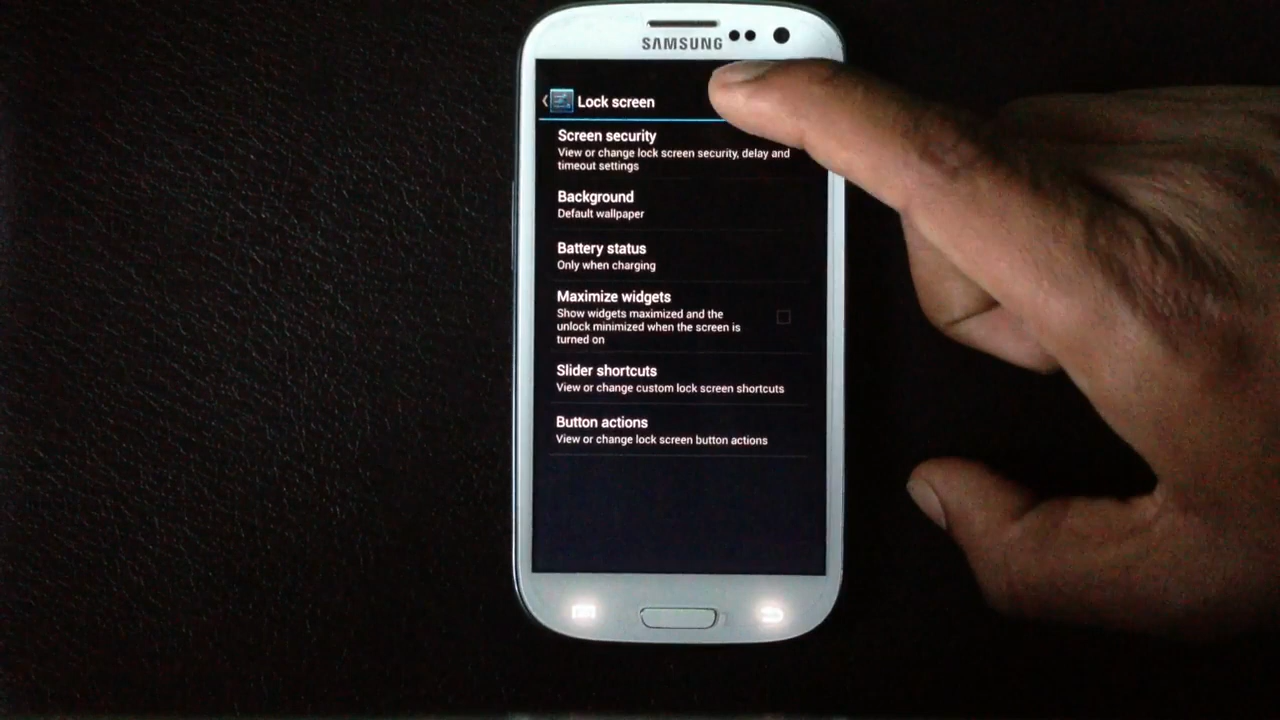 SAMSUNG
Lock screen
Screen security
View or change lock screen security, delay and
timeout settings
Background
Default wallpaper
Battery status
Only when charging
Maximize widgets
Show widgets maximized and the
unlock minimized when the screen is
turned on
Slider shortcuts
View or change custom lock screen shortcuts
Button actions
View or change lock screen button actions